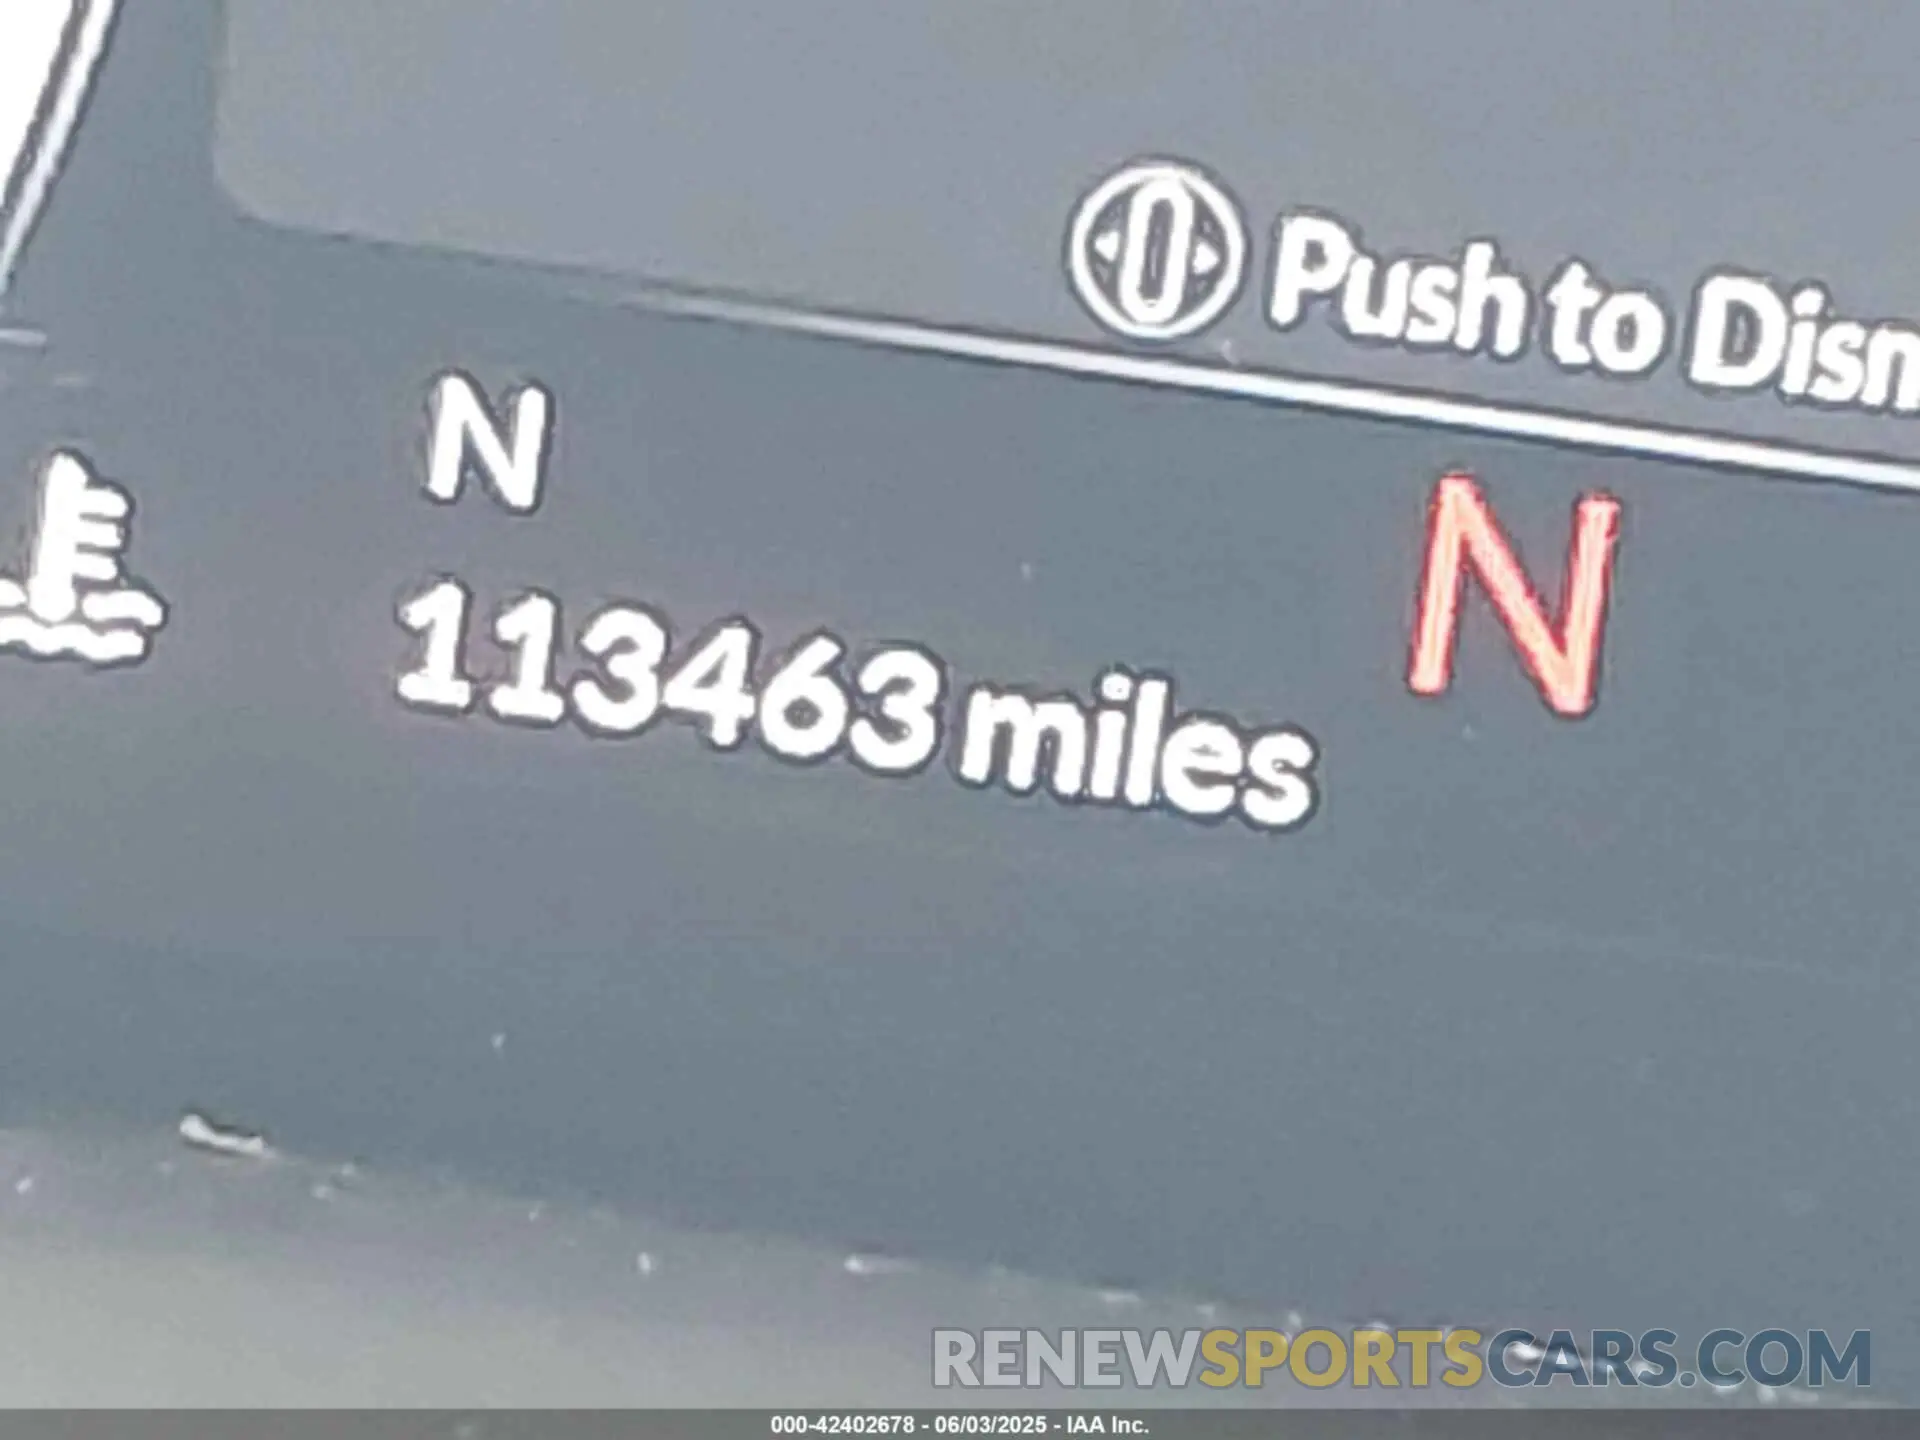 Push to Dism
N
N
113463 miles
RENEWSPORTSCARS.COM
000-42402678 - 06/03/2025 - IAA Inc.